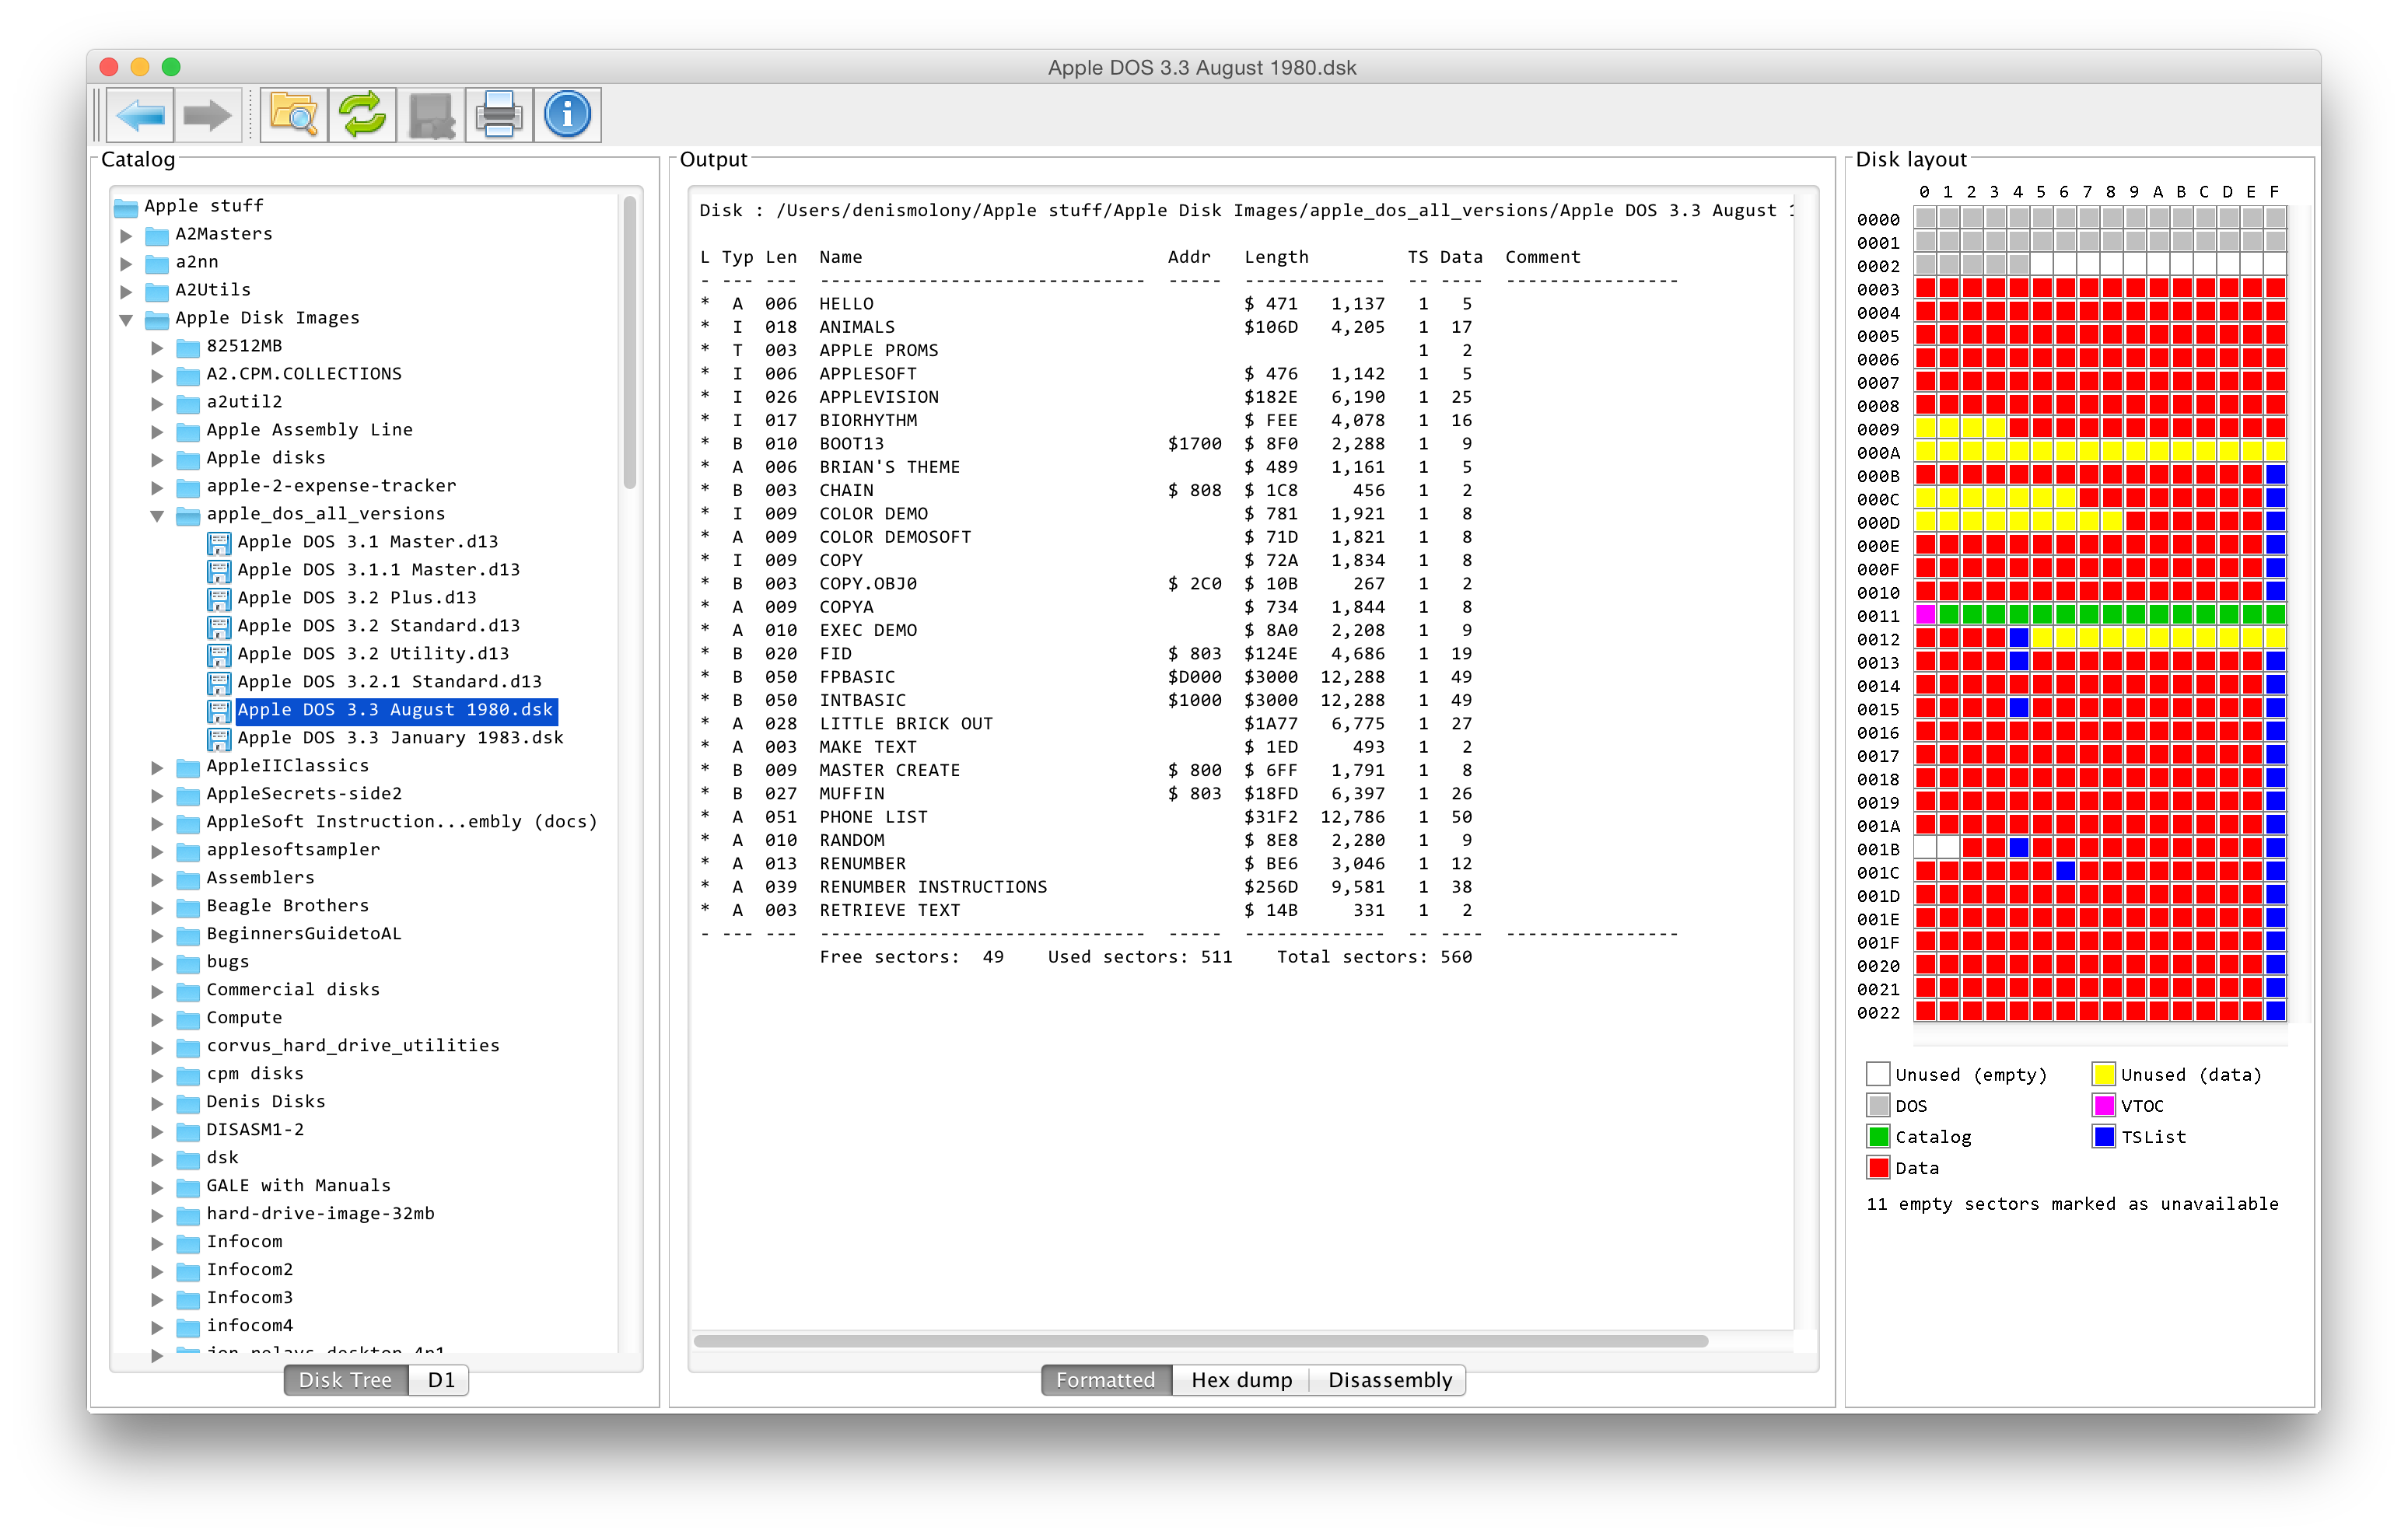 Apple DOS 3.3 August 1980.dsk
Catalog
Apple stuff
A2Masters
a2nn
A2Utils
Apple Disk Images
82512MB
A2.CPM.COLLECTIONS
a2util2
Apple Assembly Line
Apple disks
apple-2-expense-tracker
apple_dos_all_versions
Apple DOS 3.1 Master.d13
Apple DOS 3.1.1 Master.d13
Apple DOS 3.2 Plus.d13
Apple DOS 3.2 Standard.d13
Apple DOS 3.2 Utility.d13
Apple DOS 3.2.1 Standard.d13
Apple DOS 3.3 August 1980.dsk
Apple DOS 3.3 January 1983.dsk
AppleIIClassics
AppleSecrets-side2
AppleSoft Instruction...embly (docs)
applesoftsampler
Assemblers
Beagle Brothers
BeginnersGuidetoAL
bugs
Commercial disks
Compute
corvus_hard_drive_utilities
cpm disks
Denis Disks
DISASM1-2
dsk
GALE with Manuals
hard-drive-image-32mb
Infocom
Infocom2
Infocom3
infocom4
Disk Tree D1
Output
Disk : /Users/denismolony/Apple stuff/Apple Disk Images/apple_dos_all_versions/Apple DOS 3.3 August 1
L Typ Len Name Addr Length TS Data Comment
- --- --- ------------------------------ ----- ------------- -- ---- ----------------
* A 006 HELLO $ 471 1,137 1 5
* I 018 ANIMALS $106D 4,205 1 17
* T 003 APPLE PROMS 1 2
* I 006 APPLESOFT $ 476 1,142 1 5
* I 026 APPLEVISION $182E 6,190 1 25
* I 017 BIORHYTHM $ FEE 4,078 1 16
* B 010 BOOT13 $1700 $ 8F0 2,288 1 9
* A 006 BRIAN'S THEME $ 489 1,161 1 5
* B 003 CHAIN $ 808 $ 1C8 456 1 2
* I 009 COLOR DEMO $ 781 1,921 1 8
* A 009 COLOR DEMOSOFT $ 71D 1,821 1 8
* I 009 COPY $ 72A 1,834 1 8
* B 003 COPY.OBJ0 $ 2C0 $ 10B 267 1 2
* A 009 COPYA $ 734 1,844 1 8
* A 010 EXEC DEMO $ 8A0 2,208 1 9
* B 020 FID $ 803 $124E 4,686 1 19
* B 050 FPBASIC $D000 $3000 12,288 1 49
* B 050 INTBASIC $1000 $3000 12,288 1 49
* A 028 LITTLE BRICK OUT $1A77 6,775 1 27
* A 003 MAKE TEXT $ 1ED 493 1 2
* B 009 MASTER CREATE $ 800 $ 6FF 1,791 1 8
* B 027 MUFFIN $ 803 $18FD 6,397 1 26
* A 051 PHONE LIST $31F2 12,786 1 50
* A 010 RANDOM $ 8E8 2,280 1 9
* A 013 RENUMBER $ BE6 3,046 1 12
* A 039 RENUMBER INSTRUCTIONS $256D 9,581 1 38
* A 003 RETRIEVE TEXT $ 14B 331 1 2
- --- --- ------------------------------ ----- ------------- -- ---- ----------------
Free sectors: 49 Used sectors: 511 Total sectors: 560
Formatted Hex dump Disassembly
Disk layout
0 1 2 3 4 5 6 7 8 9 A B C D E F
0000
0001
0002
0003
0004
0005
0006
0007
0008
0009
000A
000B
000C
000D
000E
000F
0010
0011
0012
0013
0014
0015
0016
0017
0018
0019
001A
001B
001C
001D
001E
001F
0020
0021
0022
Unused (empty) Unused (data)
DOS VTOC
Catalog TSList
Data
11 empty sectors marked as unavailable